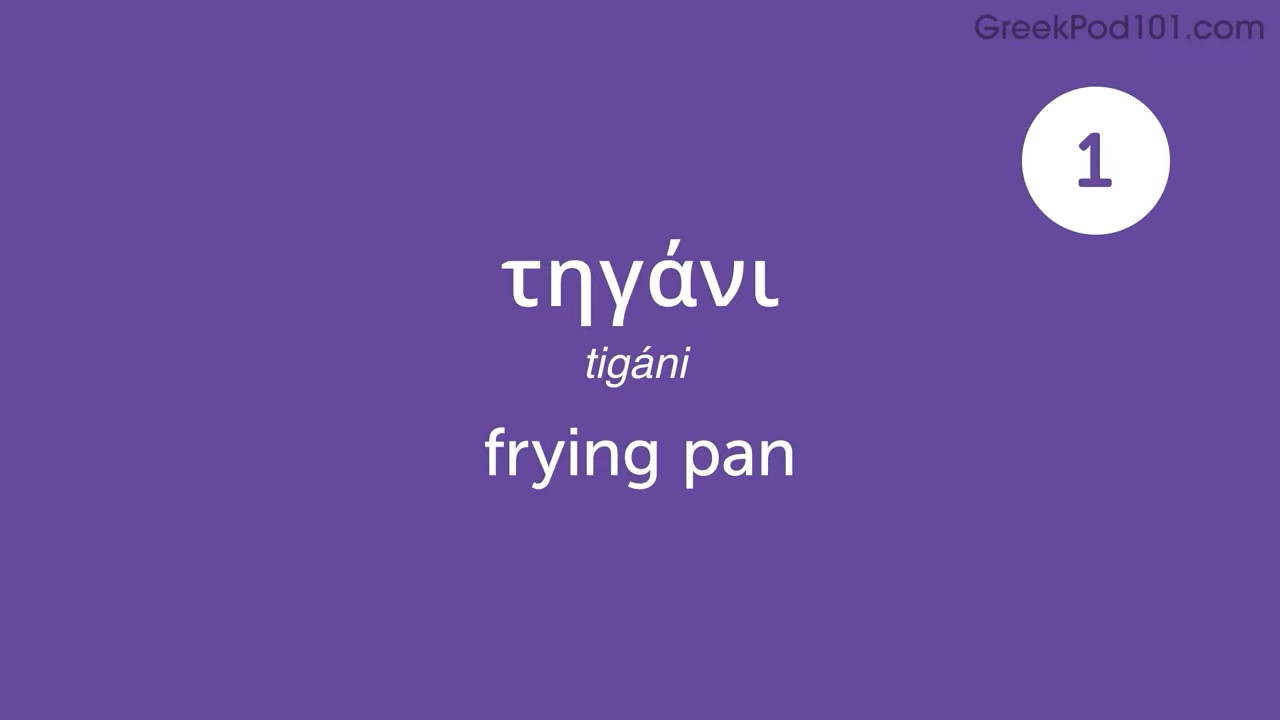 GreekPod101.com
1
τηγάνι
tigáni
frying pan